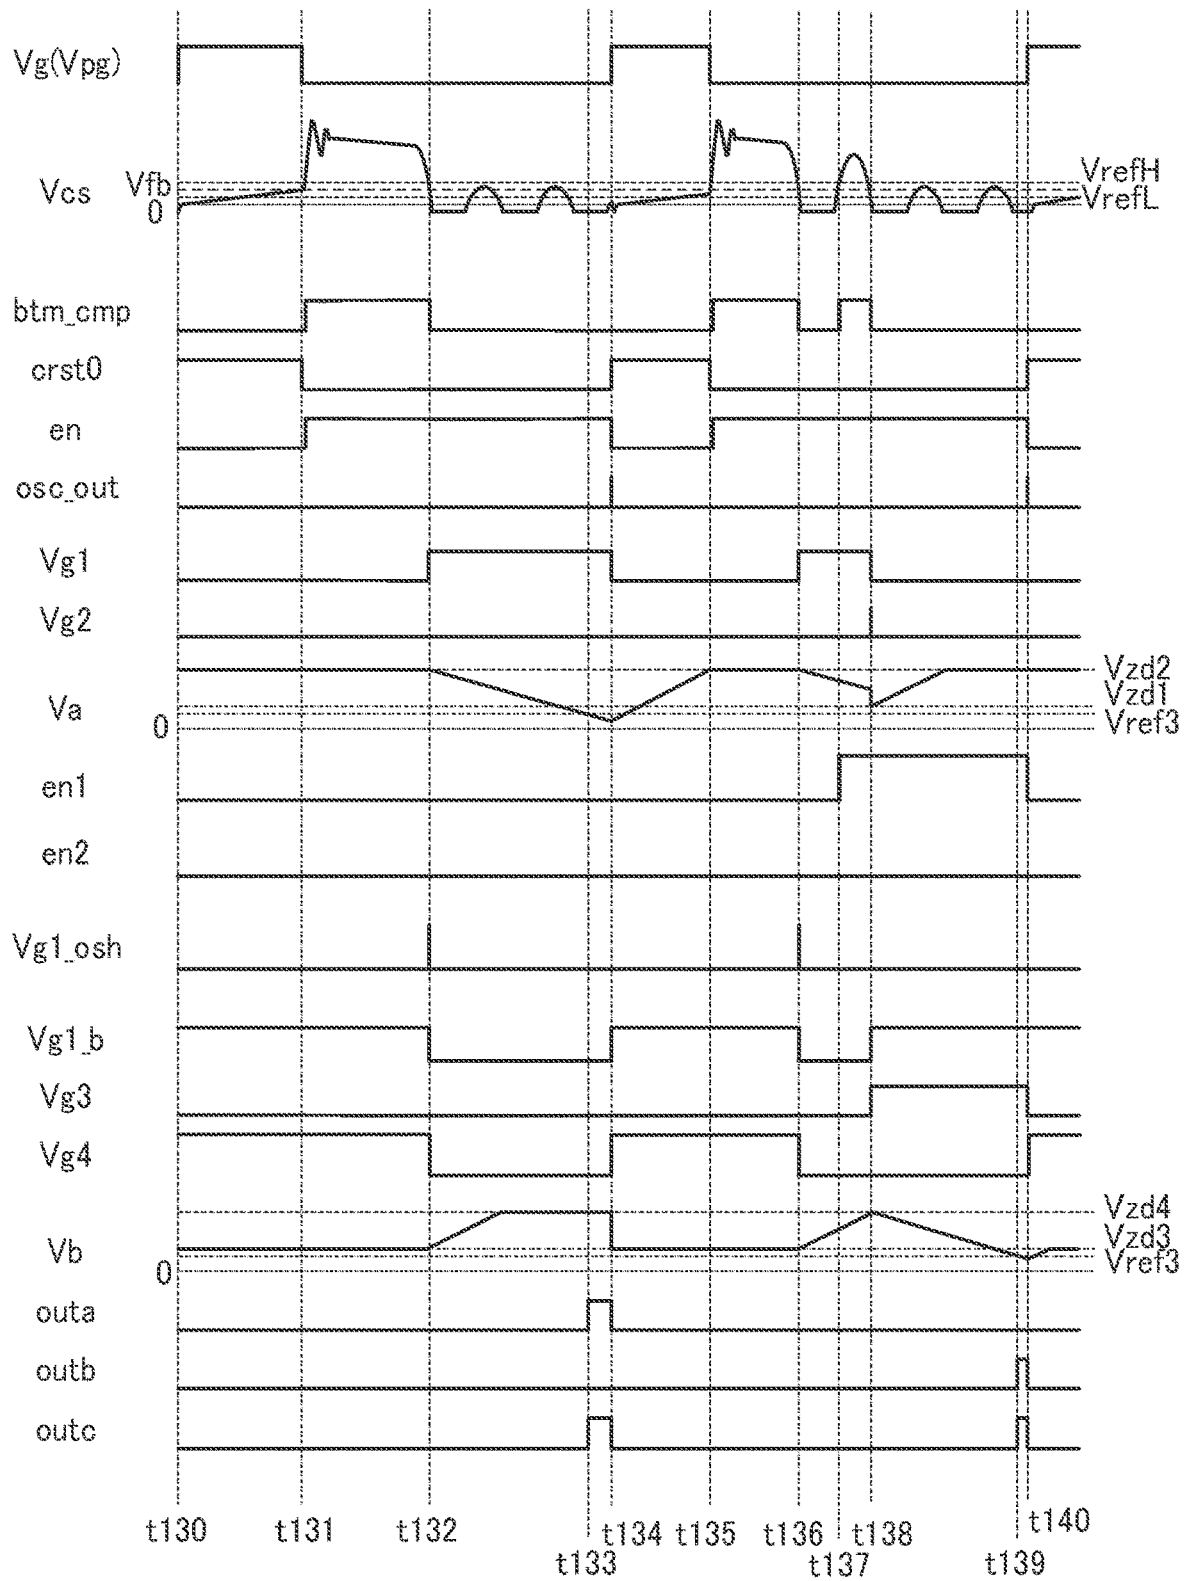 Vg(Vpg)
Vcs
Vfb
0
VrefH
VrefL
btm_cmp
crst0
en
osc_out
Vg1
Vg2
Va
0
Vzd2
Vzd1
Vref3
en1
en2
Vg1_osh
Vg1_b
Vg3
Vg4
Vb
0
Vzd4
Vzd3
Vref3
outa
outb
outc
t130
t131
t132
t133
t134
t135
t136
t137
t138
t139
t140